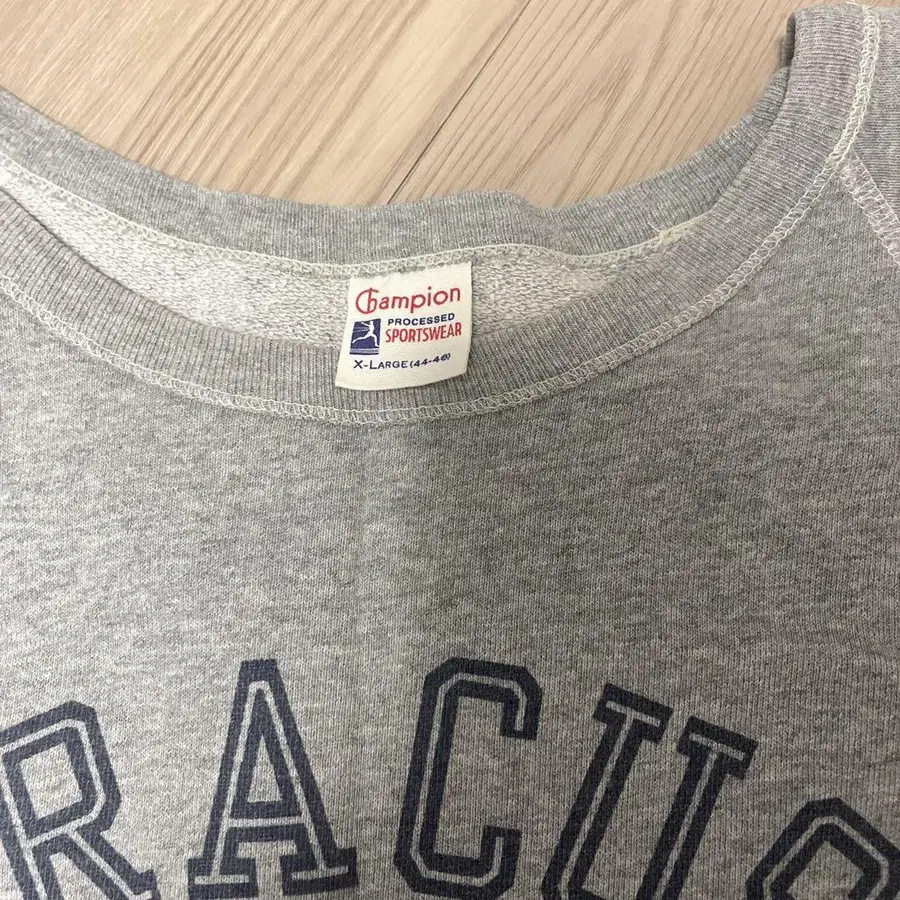 Champion
PROCESSED
SPORTSWEAR
X-LARGE (44-46)
RACUS